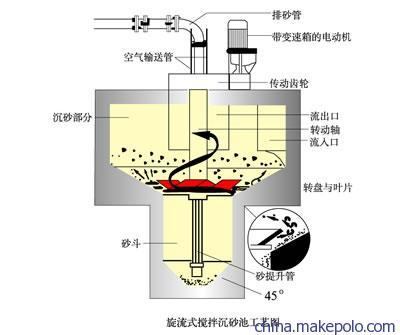 排砂管
带变速箱的电动机
空气输送管
传动齿轮
沉砂部分
流出口
转动轴
流入口
转盘与叶片
砂斗
砂提升管
45°
旋流式搅拌沉砂池工艺图
china.makepolo.com